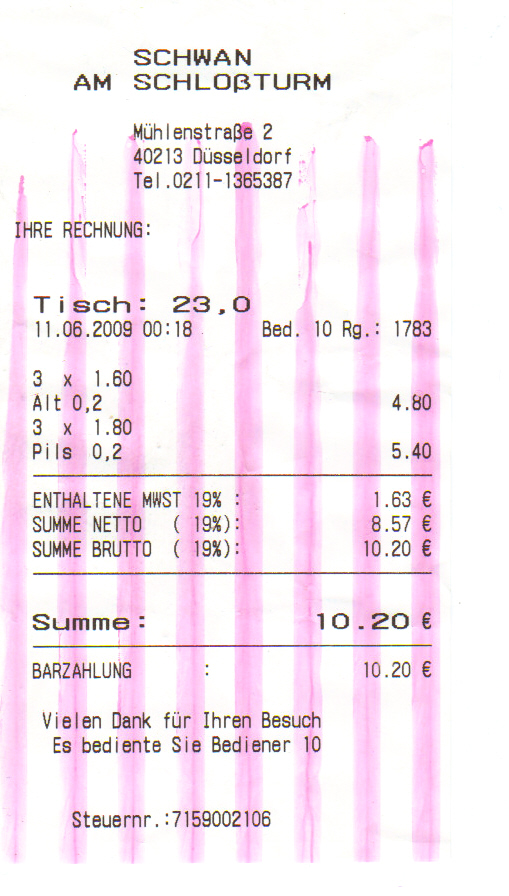 SCHWAN
AM SCHLOßTURM
Mühlenstraße 2
40213 Düsseldorf
Tel.0211-1365387
IHRE RECHNUNG:
Tisch: 23,0
11.06.2009 00:18 Bed. 10 Rg.: 1783
3 x 1.60
Alt 0,2 4.80
3 x 1.80
Pils 0,2 5.40
ENTHALTENE MWST 19% : 1.63 €
SUMME NETTO ( 19%): 8.57 €
SUMME BRUTTO ( 19%): 10.20 €
Summe: 10.20 €
BARZAHLUNG : 10.20 €
Vielen Dank für Ihren Besuch
Es bediente Sie Bediener 10
Steuernr.:7159002106